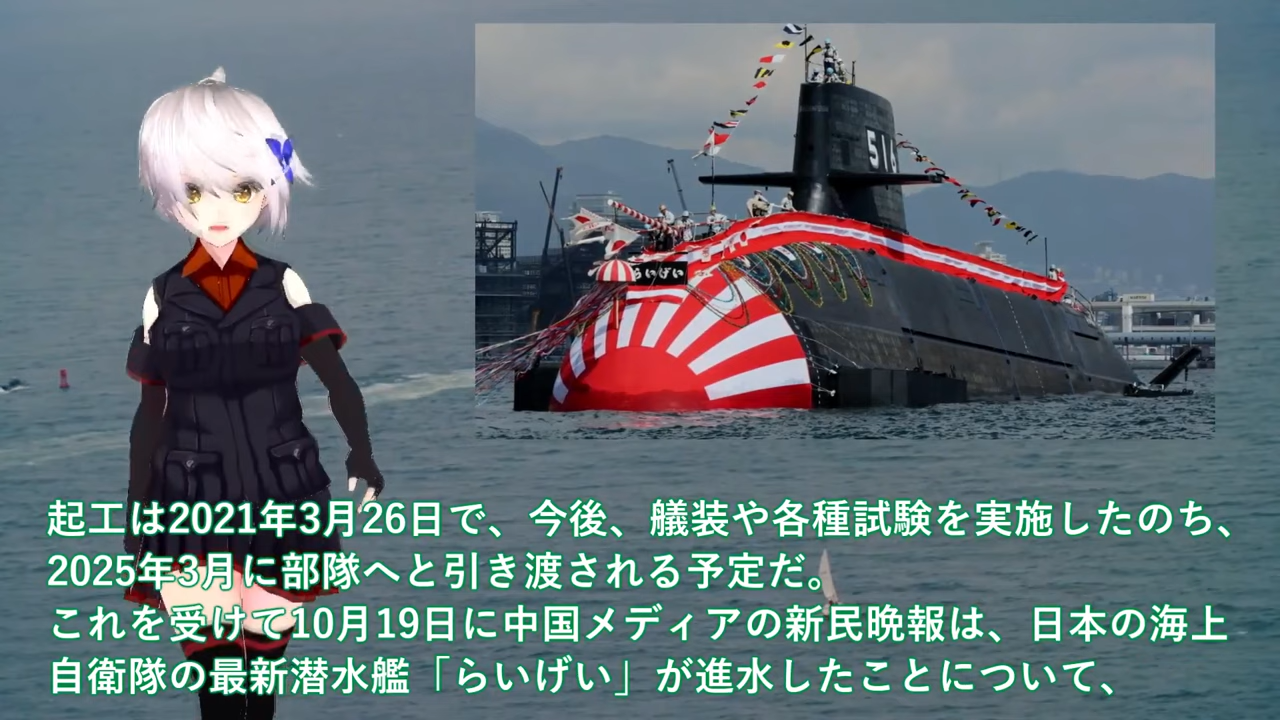 516
らいげい
起工は2021年3月26日で、今後、艤装や各種試験を実施したのち、
2025年3月に部隊へと引き渡される予定だ。
これを受けて10月19日に中国メディアの新民晩報は、日本の海上
自衛隊の最新潜水艦「らいげい」が進水したことについて、